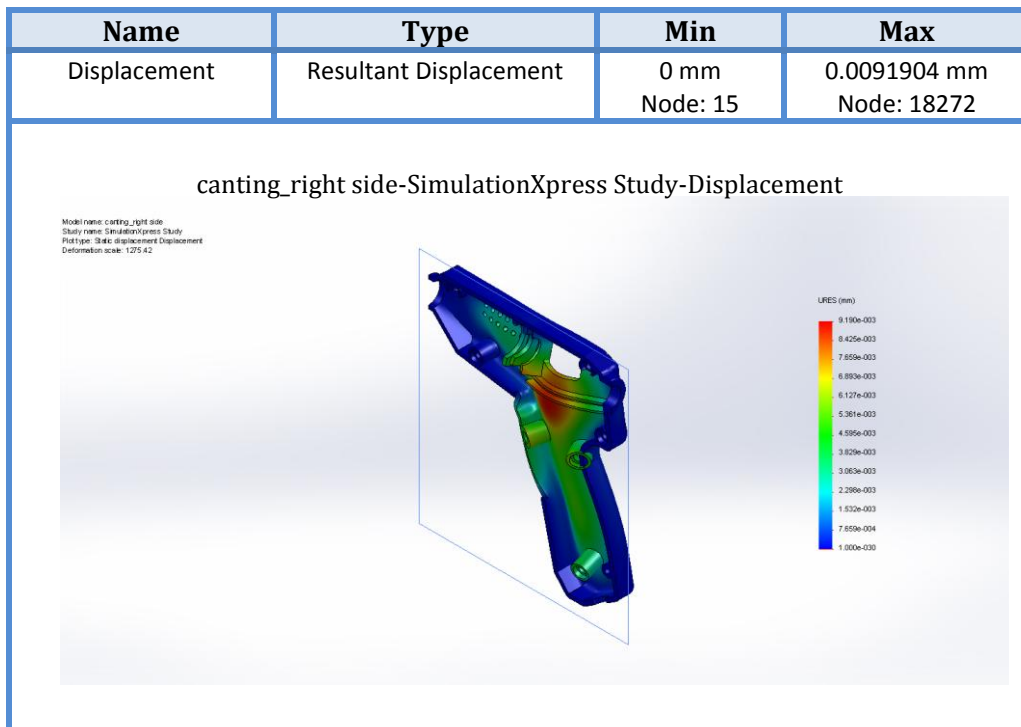 Name Type Min Max
Displacement Resultant Displacement 0 mm 0.0091904 mm
Node: 15 Node: 18272
canting_right side-SimulationXpress Study-Displacement
Model name: canting_right side
Study name: SimulationXpress Study
Plot type: Static displacement Displacement
Deformation scale: 1275.42
URES (mm)
9.190e-003
8.425e-003
7.659e-003
6.893e-003
6.127e-003
5.361e-003
4.595e-003
3.829e-003
3.063e-003
2.298e-003
1.532e-003
7.659e-004
1.000e-030